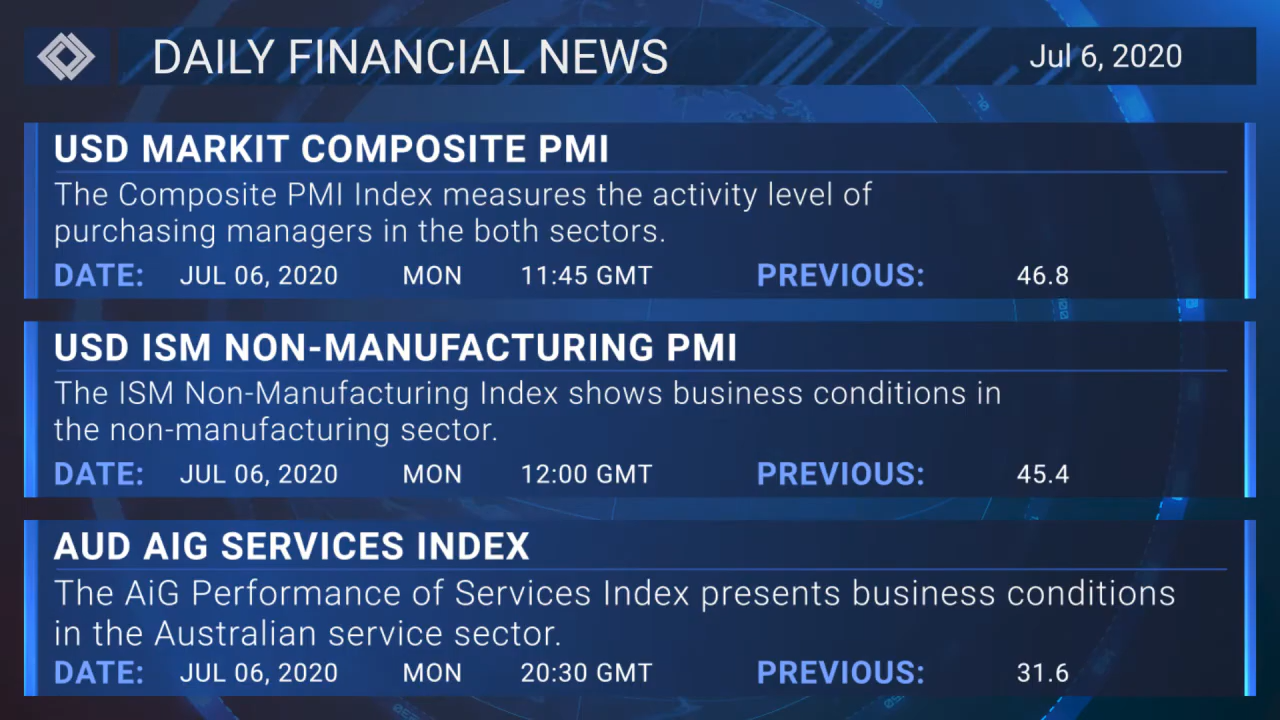 DAILY FINANCIAL NEWS
Jul 6, 2020
USD MARKIT COMPOSITE PMI
The Composite PMI Index measures the activity level of
purchasing managers in the both sectors.
DATE: JUL 06, 2020 MON 11:45 GMT PREVIOUS: 46.8
USD ISM NON-MANUFACTURING PMI
The ISM Non-Manufacturing Index shows business conditions in
the non-manufacturing sector.
DATE: JUL 06, 2020 MON 12:00 GMT PREVIOUS: 45.4
AUD AIG SERVICES INDEX
The AiG Performance of Services Index presents business conditions
in the Australian service sector.
DATE: JUL 06, 2020 MON 20:30 GMT PREVIOUS: 31.6